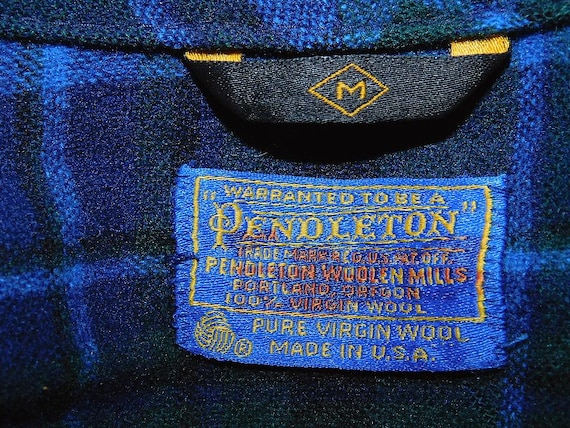 M
"WARRANTED TO BE A
PENDLETON"
TRADE MARK REG. U.S. PAT. OFF.
PENDLETON WOOLEN MILLS
PORTLAND, OREGON
100% VIRGIN WOOL
® PURE VIRGIN WOOL
MADE IN U.S.A.